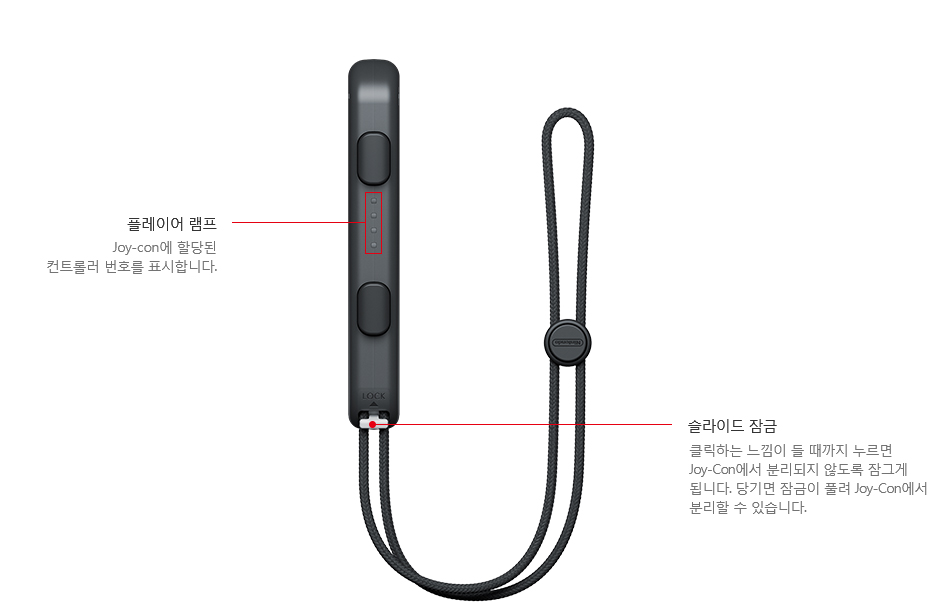 플레이어 램프
Joy-con에 할당된
컨트롤러 번호를 표시합니다.
Nintendo
LOCK
슬라이드 잠금
클릭하는 느낌이 들 때까지 누르면
Joy-Con에서 분리되지 않도록 잠그게
됩니다. 당기면 잠금이 풀려 Joy-Con에서
분리할 수 있습니다.